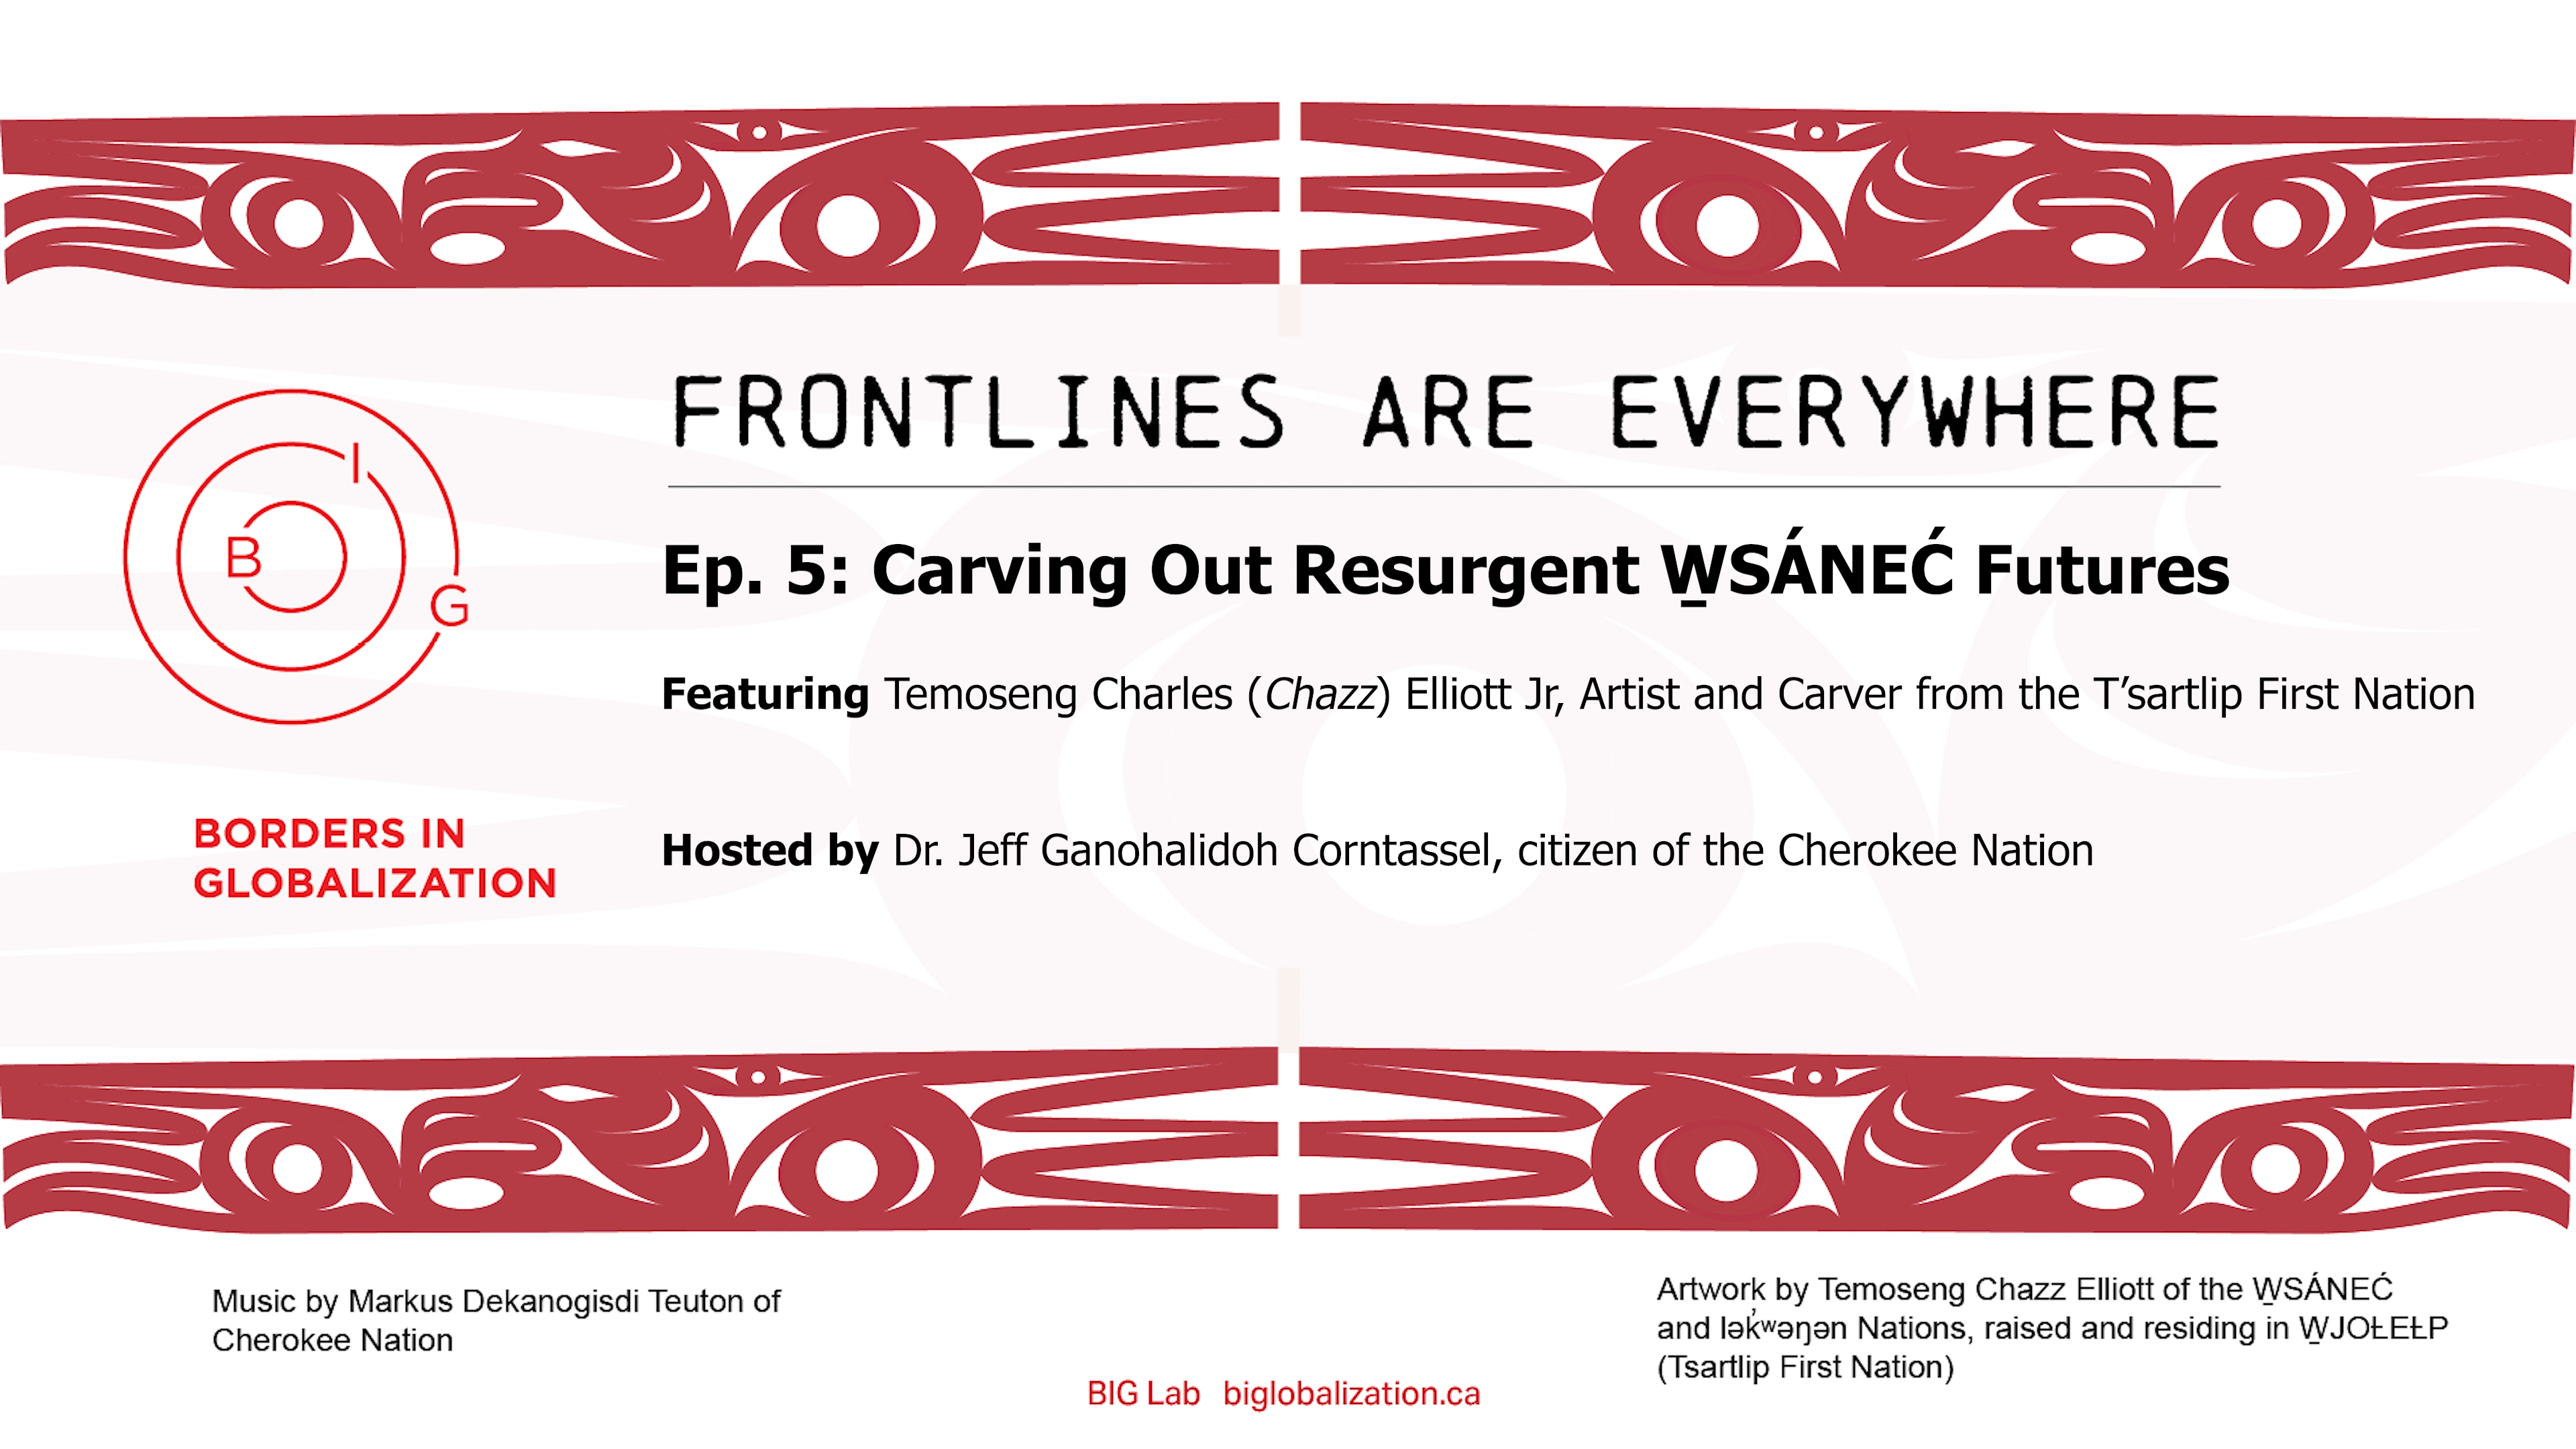 FRONTLINES ARE EVERYWHERE
B I G
BORDERS IN
GLOBALIZATION
Ep. 5: Carving Out Resurgent W̱SÁNEĆ Futures
Featuring Temoseng Charles (Chazz) Elliott Jr, Artist and Carver from the T’sartlip First Nation
Hosted by Dr. Jeff Ganohalidoh Corntassel, citizen of the Cherokee Nation
Music by Markus Dekanogisdi Teuton of
Cherokee Nation
Artwork by Temoseng Chazz Elliott of the W̱SÁNEĆ
and lək̓ʷəŋən Nations, raised and residing in W̱JOȽEȽP
(Tsartlip First Nation)
BIG Lab biglobalization.ca